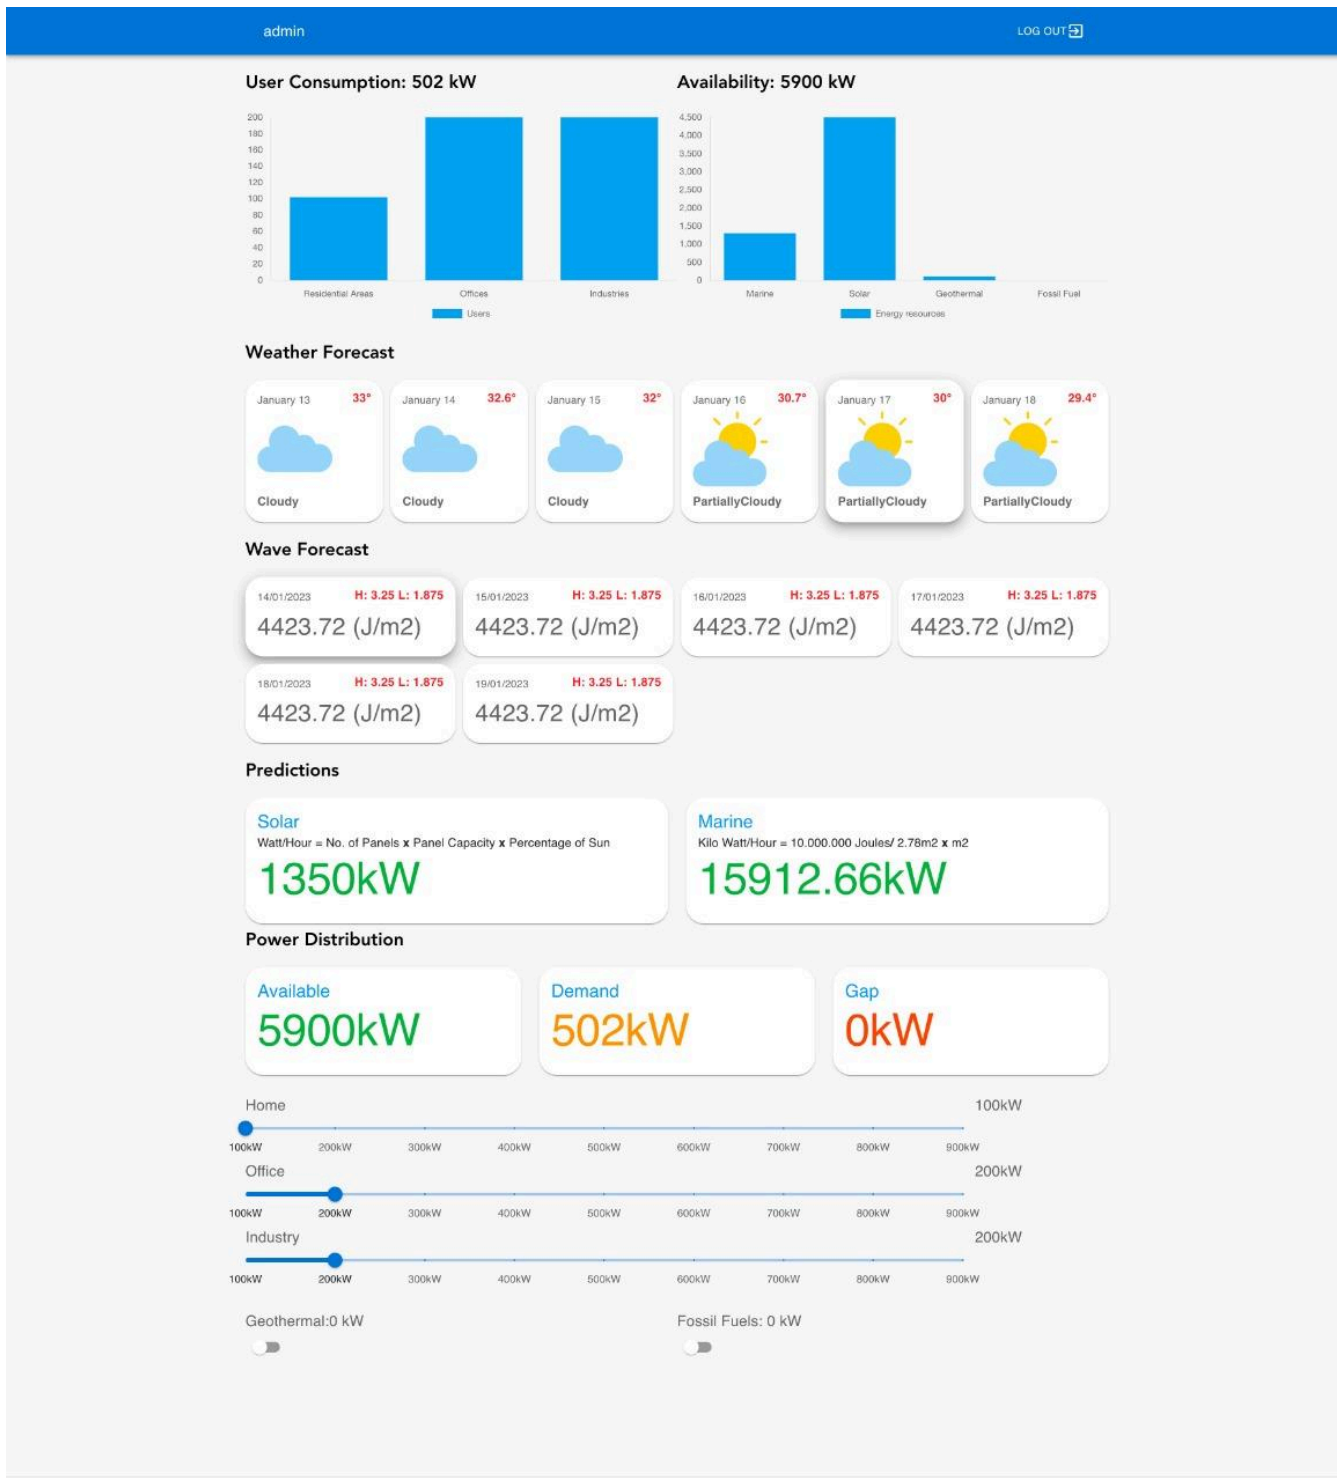 admin LOG OUT
User Consumption: 502 kW
200
180
160
140
120
100
80
60
40
20
0
Residential Areas Offices Industries
Users
Availability: 5900 kW
4,500
4,000
3,500
3,000
2,500
2,000
1,500
1,000
500
0
Marine Solar Geothermal Fossil Fuel
Energy resources
Weather Forecast
January 13 33°
Cloudy
January 14 32.6°
Cloudy
January 15 32°
Cloudy
January 16 30.7°
PartiallyCloudy
January 17 30°
PartiallyCloudy
January 18 29.4°
PartiallyCloudy
Wave Forecast
14/01/2023 H: 3.25 L: 1.875
4423.72 (J/m2)
15/01/2023 H: 3.25 L: 1.875
4423.72 (J/m2)
16/01/2023 H: 3.25 L: 1.875
4423.72 (J/m2)
17/01/2023 H: 3.25 L: 1.875
4423.72 (J/m2)
18/01/2023 H: 3.25 L: 1.875
4423.72 (J/m2)
19/01/2023 H: 3.25 L: 1.875
4423.72 (J/m2)
Predictions
Solar
Watt/Hour = No. of Panels x Panel Capacity x Percentage of Sun
1350kW
Marine
Kilo Watt/Hour = 10.000.000 Joules/ 2.78m2 x m2
15912.66kW
Power Distribution
Available
5900kW
Demand
502kW
Gap
0kW
Home 100kW
100kW 200kW 300kW 400kW 500kW 600kW 700kW 800kW 900kW
Office 200kW
100kW 200kW 300kW 400kW 500kW 600kW 700kW 800kW 900kW
Industry 200kW
100kW 200kW 300kW 400kW 500kW 600kW 700kW 800kW 900kW
Geothermal:0 kW Fossil Fuels: 0 kW